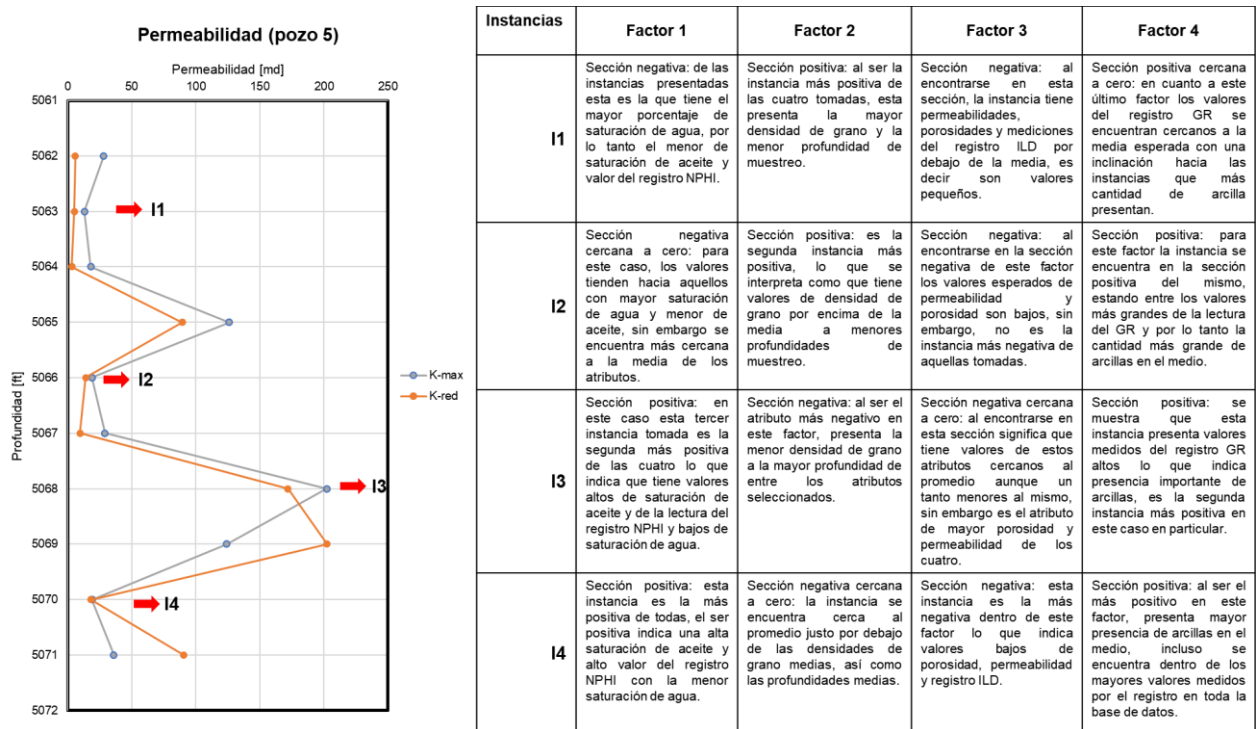 Permeabilidad (pozo 5)
Permeabilidad [md]
0 50 100 150 200 250
Profundidad [ft]
5061
5062
5063
5064
5065
5066
5067
5068
5069
5070
5071
5072
I1
I2
I3
I4
K-max
K-red
Instancias
Factor 1
Factor 2
Factor 3
Factor 4
I1
Sección negativa: de las
instancias presentadas
esta es la que tiene el
mayor porcentaje de
saturación de agua, por
lo tanto el menor de
saturación de aceite y
valor del registro NPHI.
Sección positiva: al ser la
instancia más positiva de
las cuatro tomadas, esta
presenta la mayor
densidad de grano y la
menor profundidad de
muestreo.
Sección negativa: al
encontrarse en esta
sección, la instancia tiene
permeabilidades,
porosidades y mediciones
del registro ILD por
debajo de la media, es
decir son valores
pequeños.
Sección positiva cercana
a cero: en cuanto a este
último factor los valores
del registro GR se
encuentran cercanos a la
media esperada con una
inclinación hacia las
instancias que más
cantidad de arcilla
presentan.
I2
Sección negativa
cercana a cero: para
este caso, los valores
tienden hacia aquellos
con mayor saturación
de agua y menor de
aceite, sin embargo se
encuentra más cercana
a la media de los
atributos.
Sección positiva: es la
segunda instancia más
positiva, lo que se
interpreta como que tiene
valores de densidad de
grano por encima de la
media a menores
profundidades de
muestreo.
Sección negativa: al
encontrarse en la sección
negativa de este factor
los valores esperados de
permeabilidad y
porosidad son bajos, sin
embargo, no es la
instancia más negativa de
aquellas tomadas.
Sección positiva: para
este factor la instancia se
encuentra en la sección
positiva del mismo,
estando entre los valores
más grandes de la lectura
del GR y por lo tanto la
cantidad más grande de
arcillas en el medio.
I3
Sección positiva: en
este caso esta tercer
instancia tomada es la
segunda más positiva
de las cuatro lo que
indica que tiene valores
altos de saturación de
aceite y de la lectura del
registro NPHI y bajos de
saturación de agua.
Sección negativa: al ser el
atributo más negativo en
este factor, presenta la
menor densidad de grano
a la mayor profundidad de
entre los atributos
seleccionados.
Sección negativa cercana
a cero: al encontrarse en
esta sección significa que
tiene valores de estos
atributos cercanos al
promedio aunque un
tanto menores al mismo,
sin embargo es el atributo
de mayor porosidad y
permeabilidad de los
cuatro.
Sección positiva: se
muestra que esta
instancia presenta valores
medidos del registro GR
altos lo que indica
presencia importante de
arcillas, es la segunda
instancia más positiva en
este caso en particular.
I4
Sección positiva: esta
instancia es la más
positiva de todas, el ser
positiva indica una alta
saturación de aceite y
alto valor del registro
NPHI con la menor
saturación de agua.
Sección negativa cercana
a cero: la instancia se
encuentra cerca al
promedio justo por debajo
de las densidades de
grano medias, así como
las profundidades medias.
Sección negativa: esta
instancia es la más
negativa dentro de este
factor lo que indica
valores bajos de
porosidad, permeabilidad
y registro ILD.
Sección positiva: al ser el
más positivo en este
factor, presenta mayor
presencia de arcillas en el
medio, incluso se
encuentra dentro de los
mayores valores medidos
por el registro en toda la
base de datos.